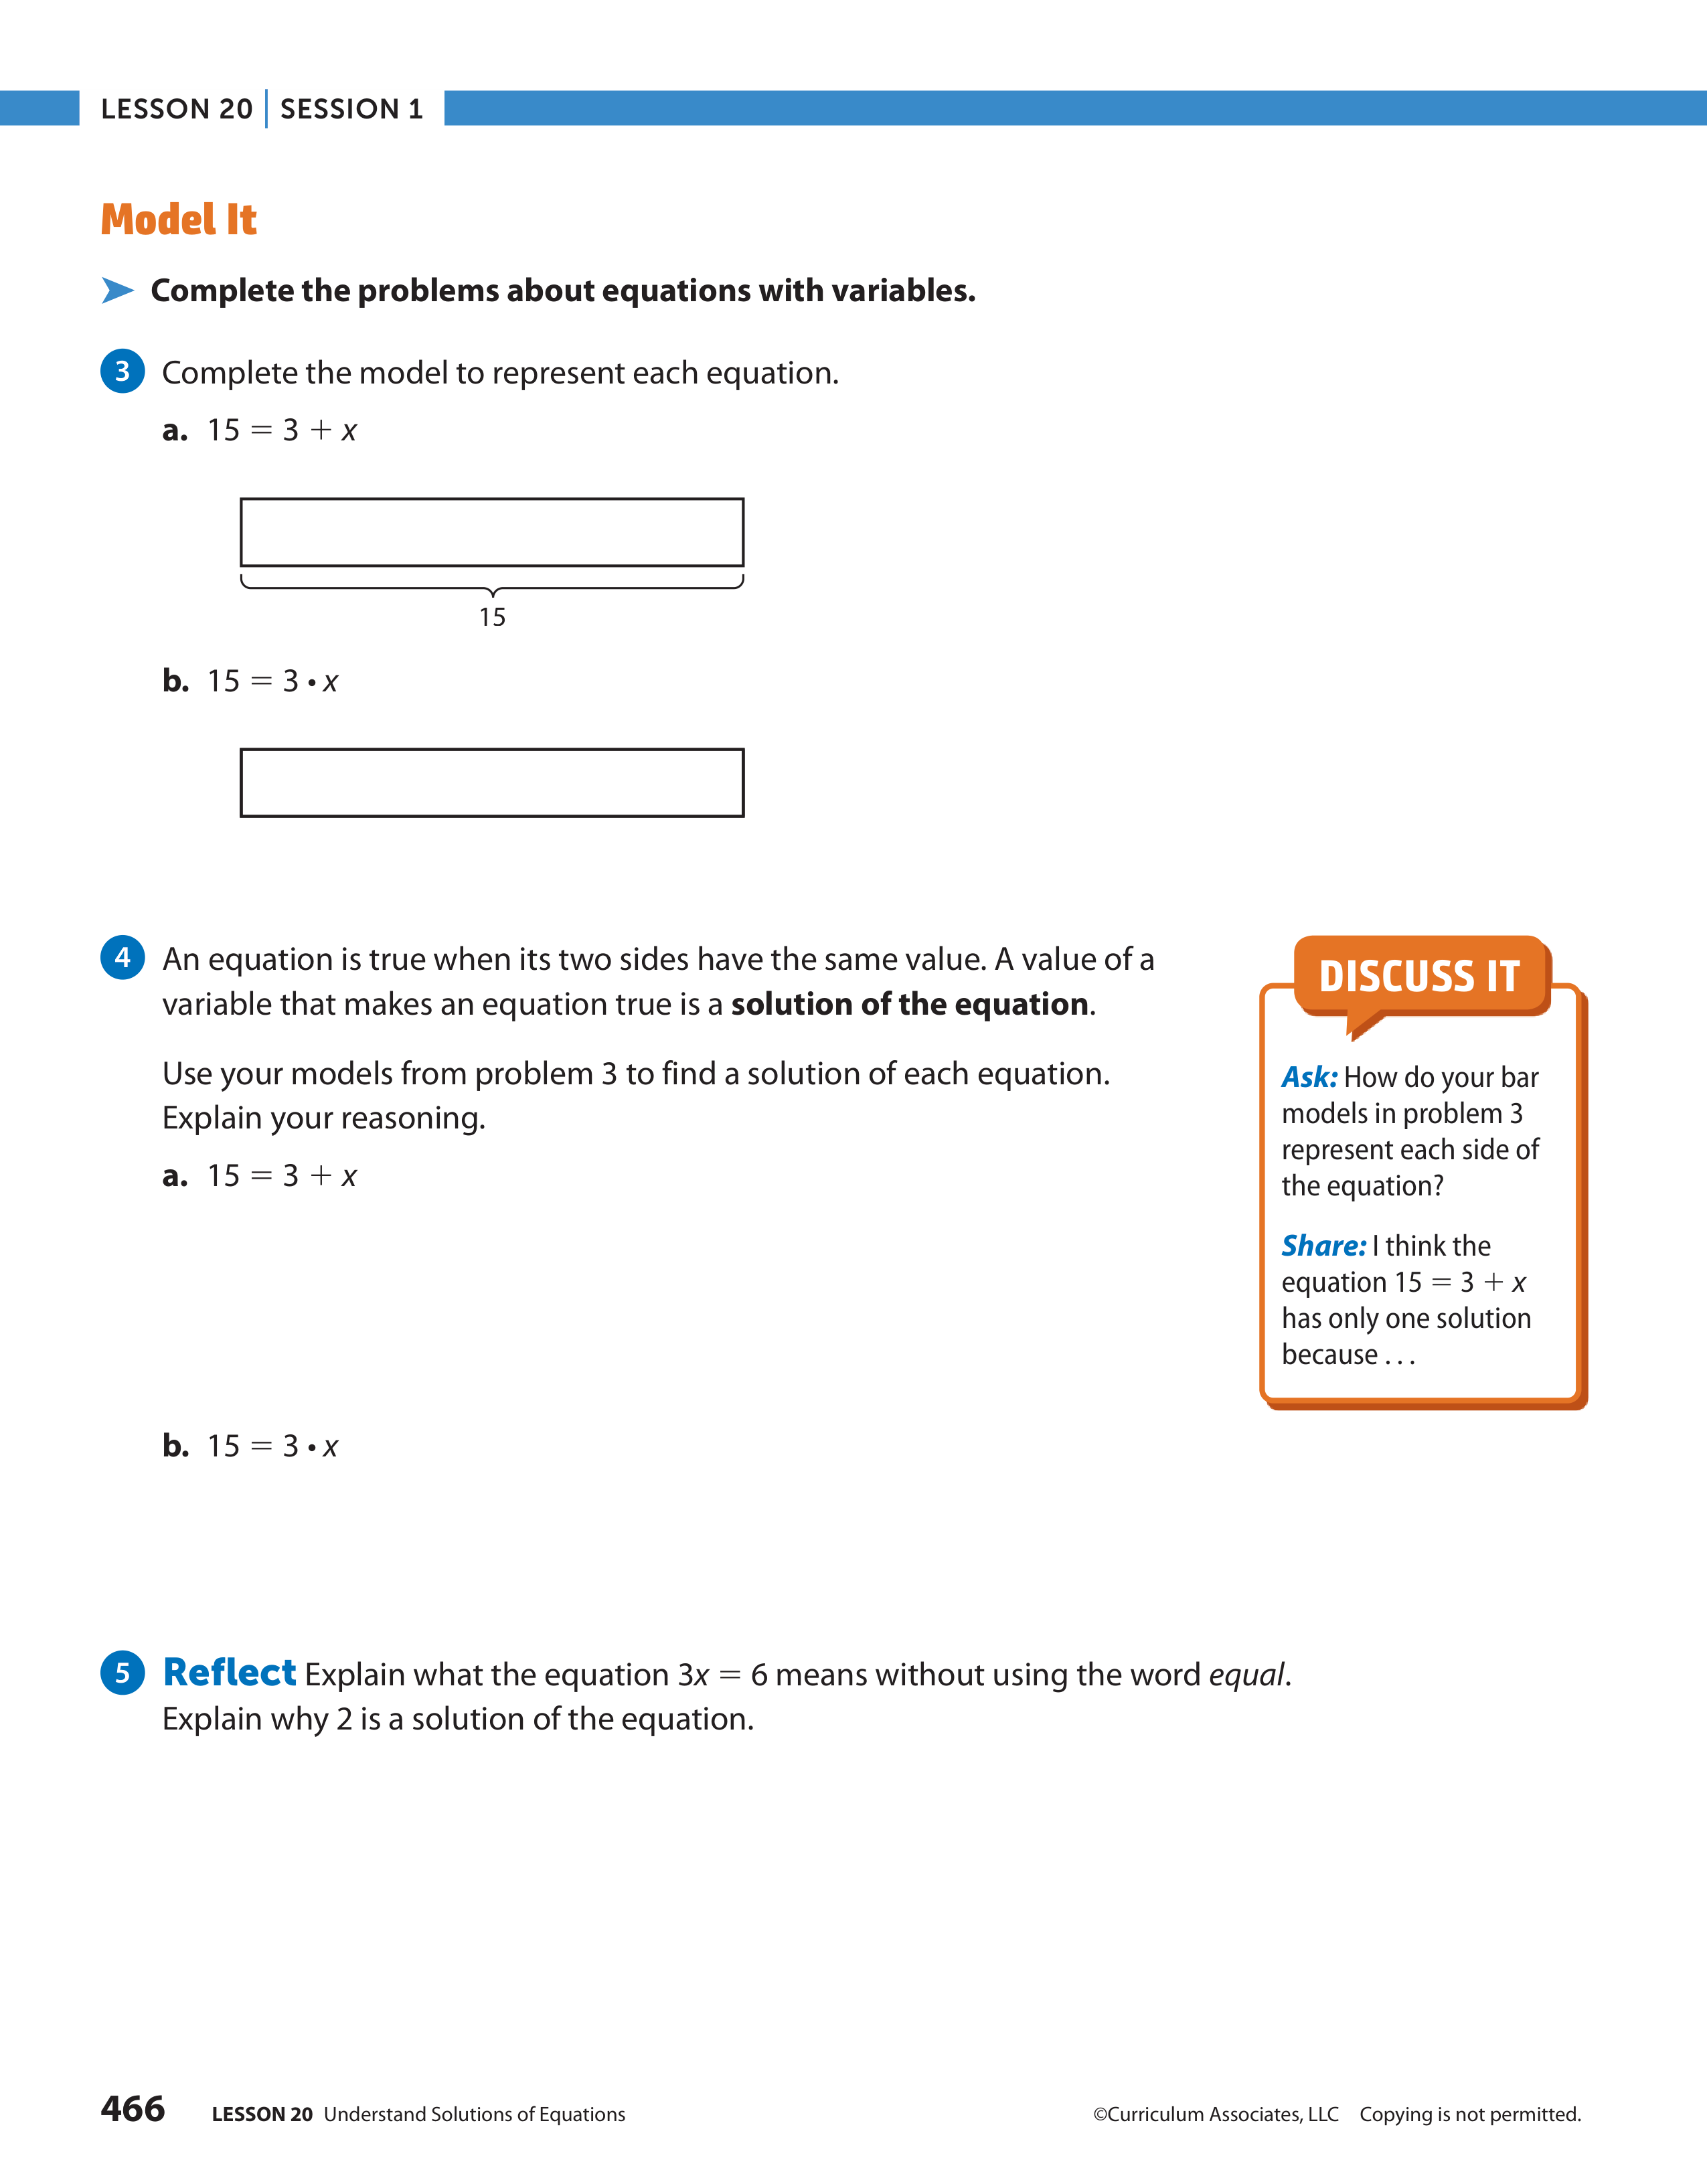 LESSON 20 | SESSION 1
Model It
Complete the problems about equations with variables.
3 Complete the model to represent each equation.
a. 15 = 3 + x
15
b. 15 = 3 • x
4 An equation is true when its two sides have the same value. A value of a
variable that makes an equation true is a solution of the equation.
Use your models from problem 3 to find a solution of each equation.
Explain your reasoning.
a. 15 = 3 + x
b. 15 = 3 • x
DISCUSS IT
Ask: How do your bar
models in problem 3
represent each side of
the equation?
Share: I think the
equation 15 = 3 + x
has only one solution
because . . .
5 Reflect Explain what the equation 3x = 6 means without using the word equal.
Explain why 2 is a solution of the equation.
466 LESSON 20 Understand Solutions of Equations
©Curriculum Associates, LLC Copying is not permitted.